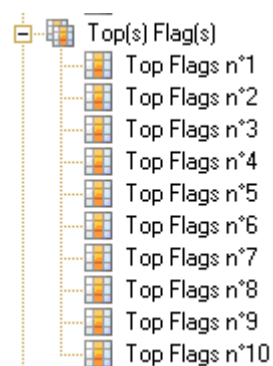 Top(s) Flag(s)
Top Flags n°1
Top Flags n°2
Top Flags n°3
Top Flags n°4
Top Flags n°5
Top Flags n°6
Top Flags n°7
Top Flags n°8
Top Flags n°9
Top Flags n°10